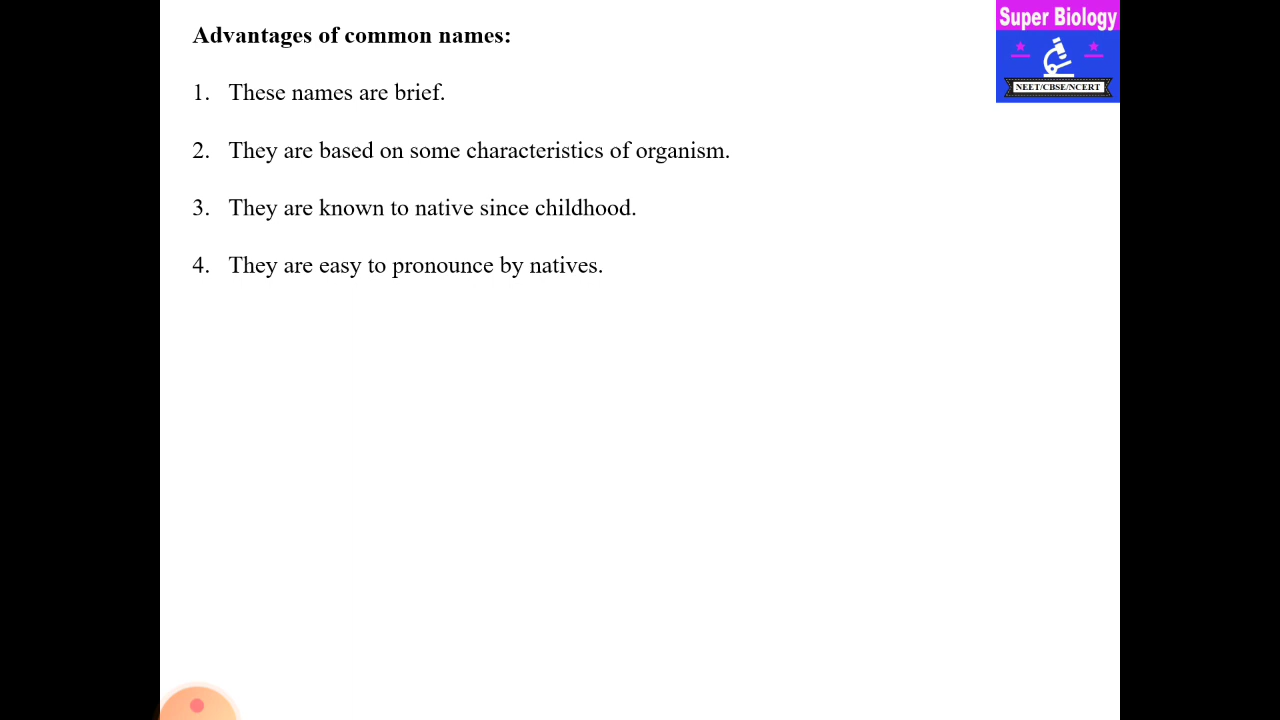 Advantages of common names:
1. These names are brief.
2. They are based on some characteristics of organism.
3. They are known to native since childhood.
4. They are easy to pronounce by natives.
Super Biology
NEET/CBSE/NCERT